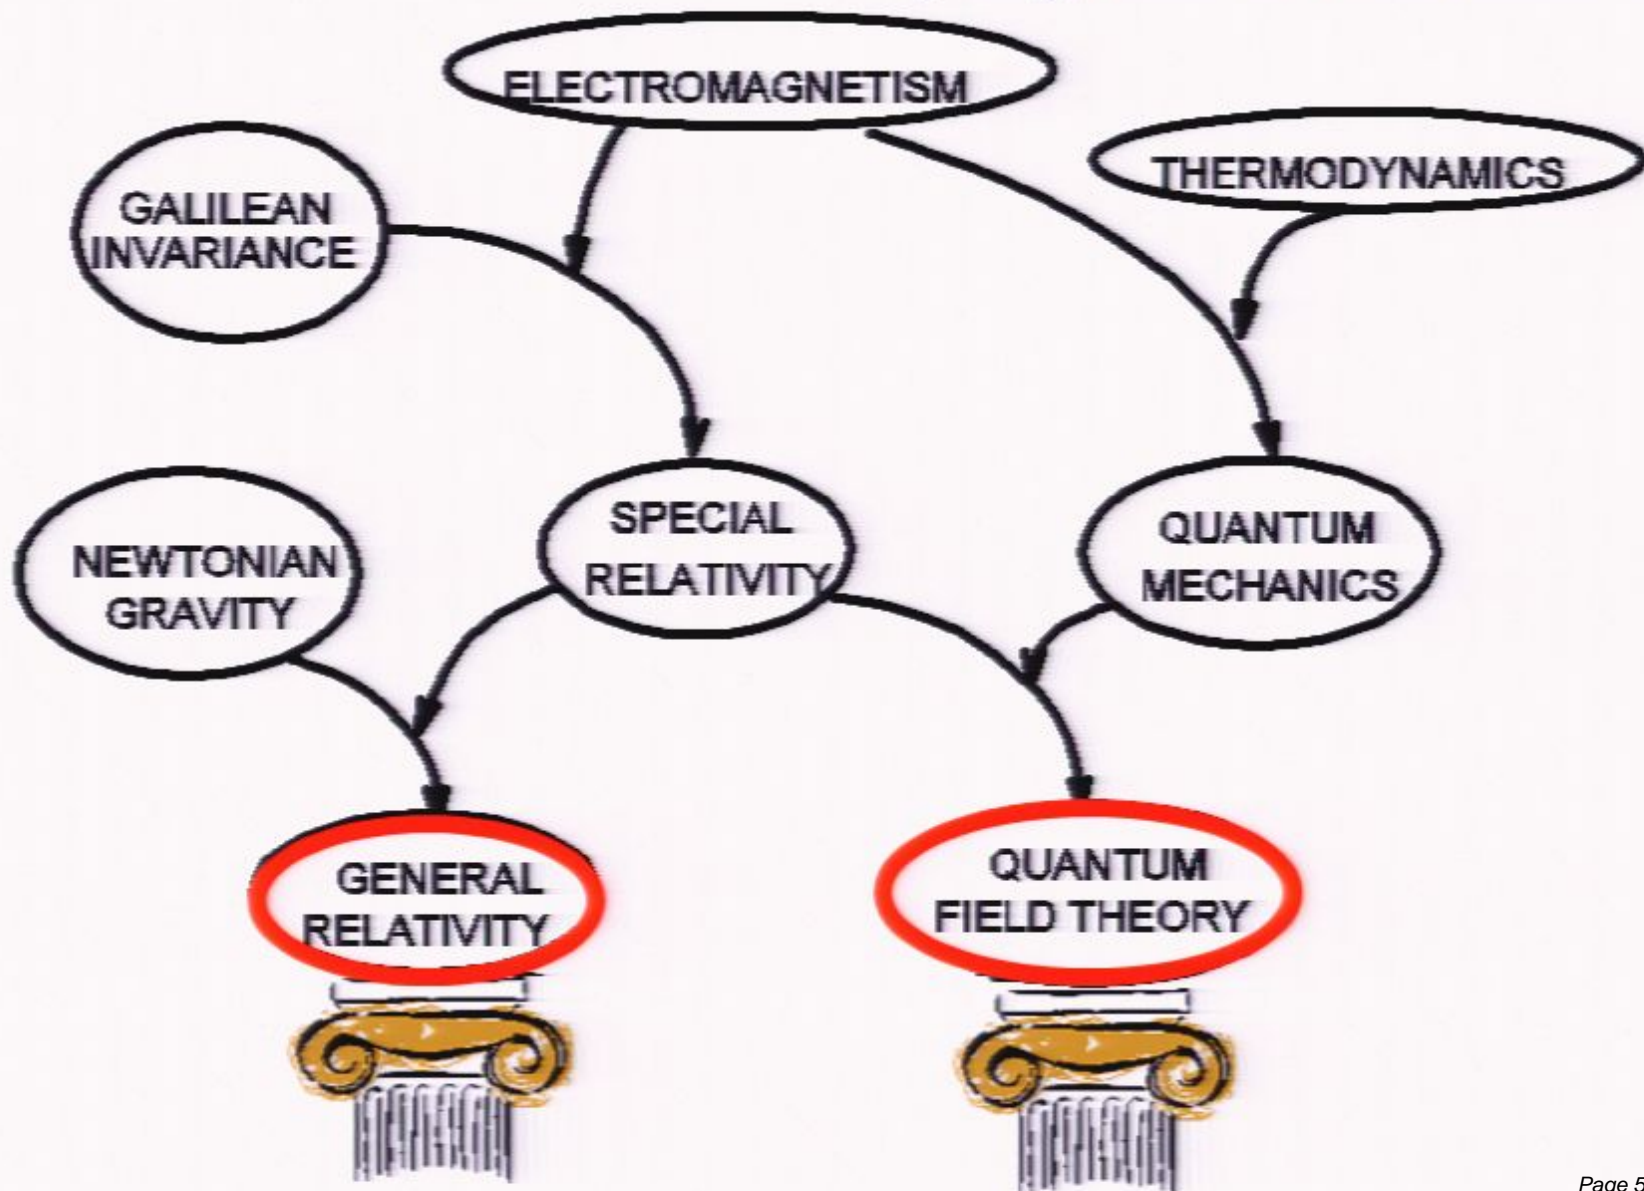 ELECTROMAGNETISM
THERMODYNAMICS
GALILEAN
INVARIANCE
NEWTONIAN
GRAVITY
SPECIAL
RELATIVITY
QUANTUM
MECHANICS
GENERAL
RELATIVITY
QUANTUM
FIELD THEORY
Page 5